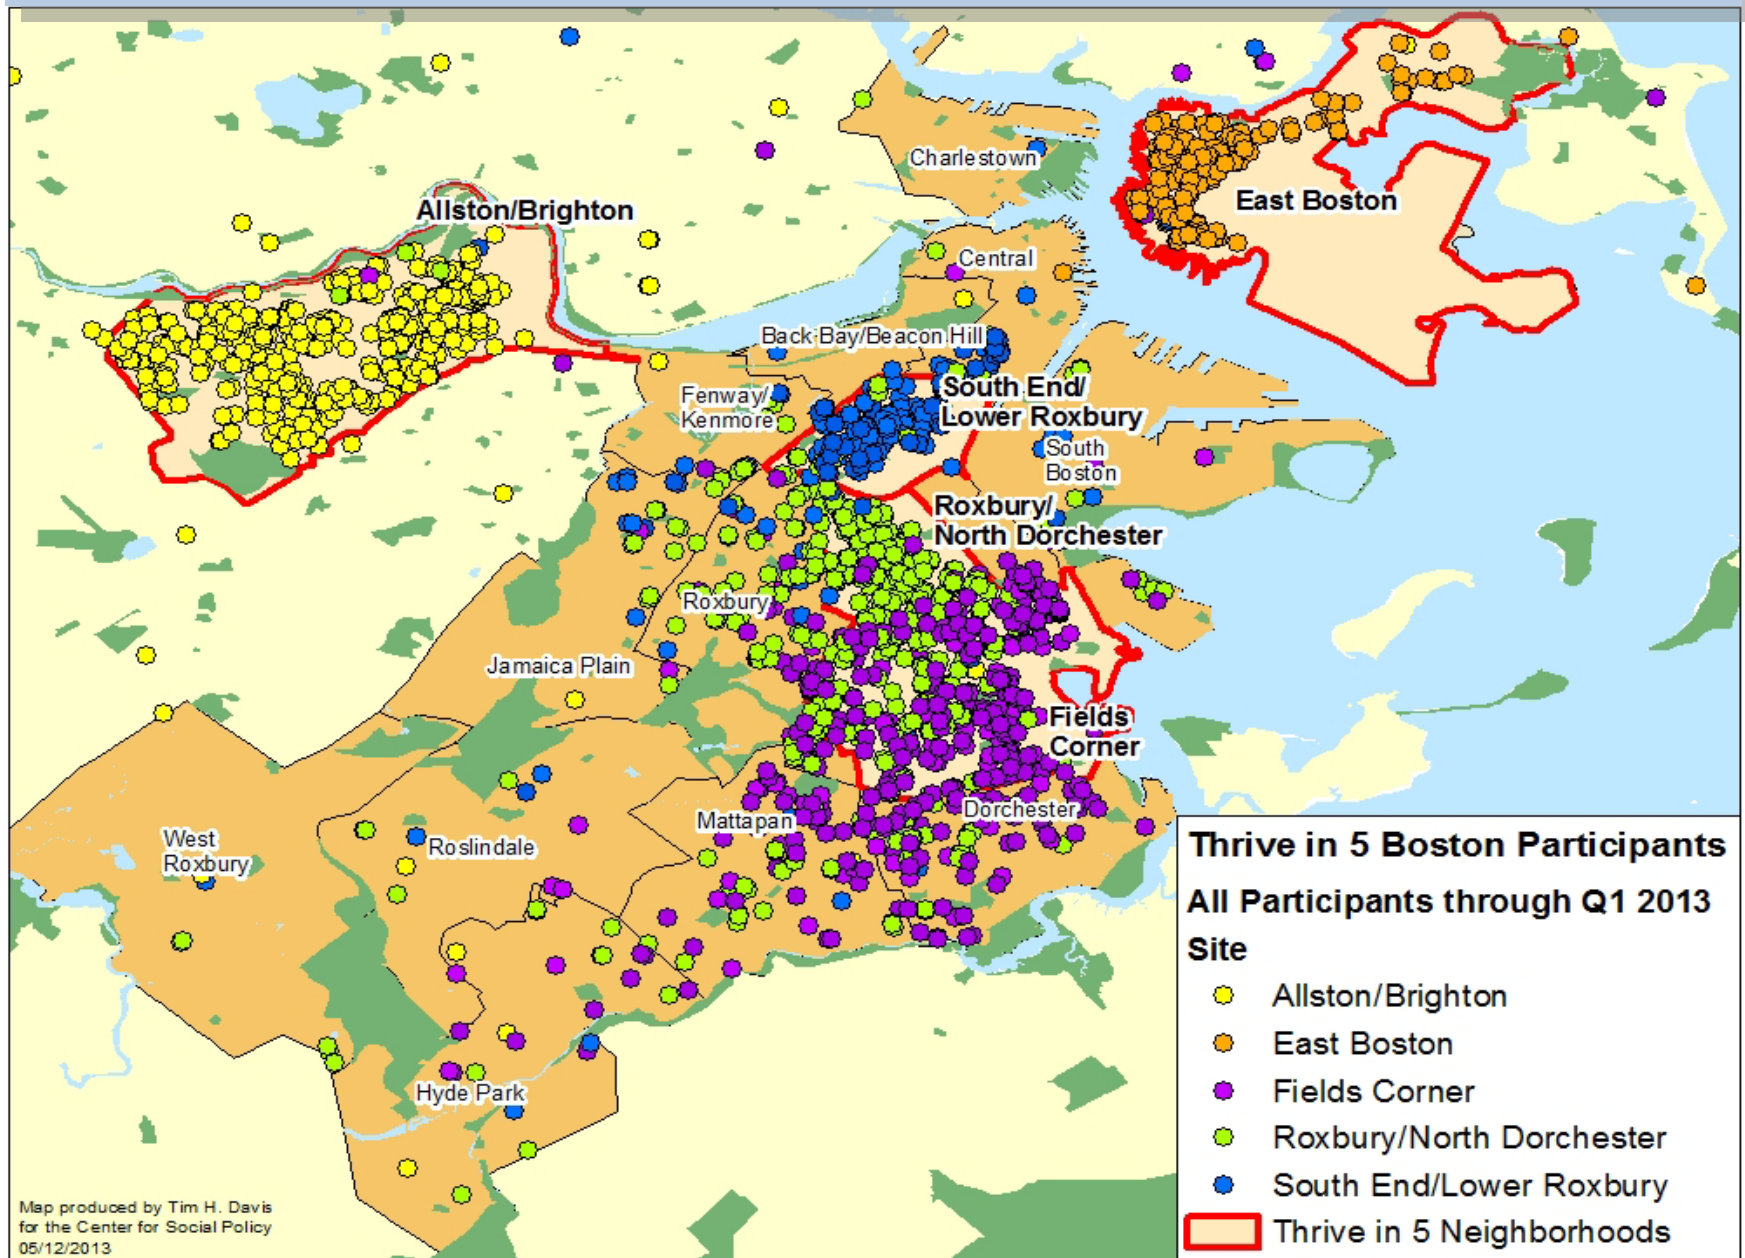 Charlestown
Allston/Brighton
East Boston
Central
Back Bay/Beacon Hill
Fenway/
Kenmore
South End/
Lower Roxbury
South
Boston
Roxbury/
North Dorchester
Roxbury
Jamaica Plain
Fields
Corner
Mattapan
Dorchester
West
Roxbury
Roslindale
Hyde Park
Thrive in 5 Boston Participants
All Participants through Q1 2013
Site
Allston/Brighton
East Boston
Fields Corner
Roxbury/North Dorchester
South End/Lower Roxbury
Thrive in 5 Neighborhoods
Map produced by Tim H. Davis
for the Center for Social Policy
05/12/2013